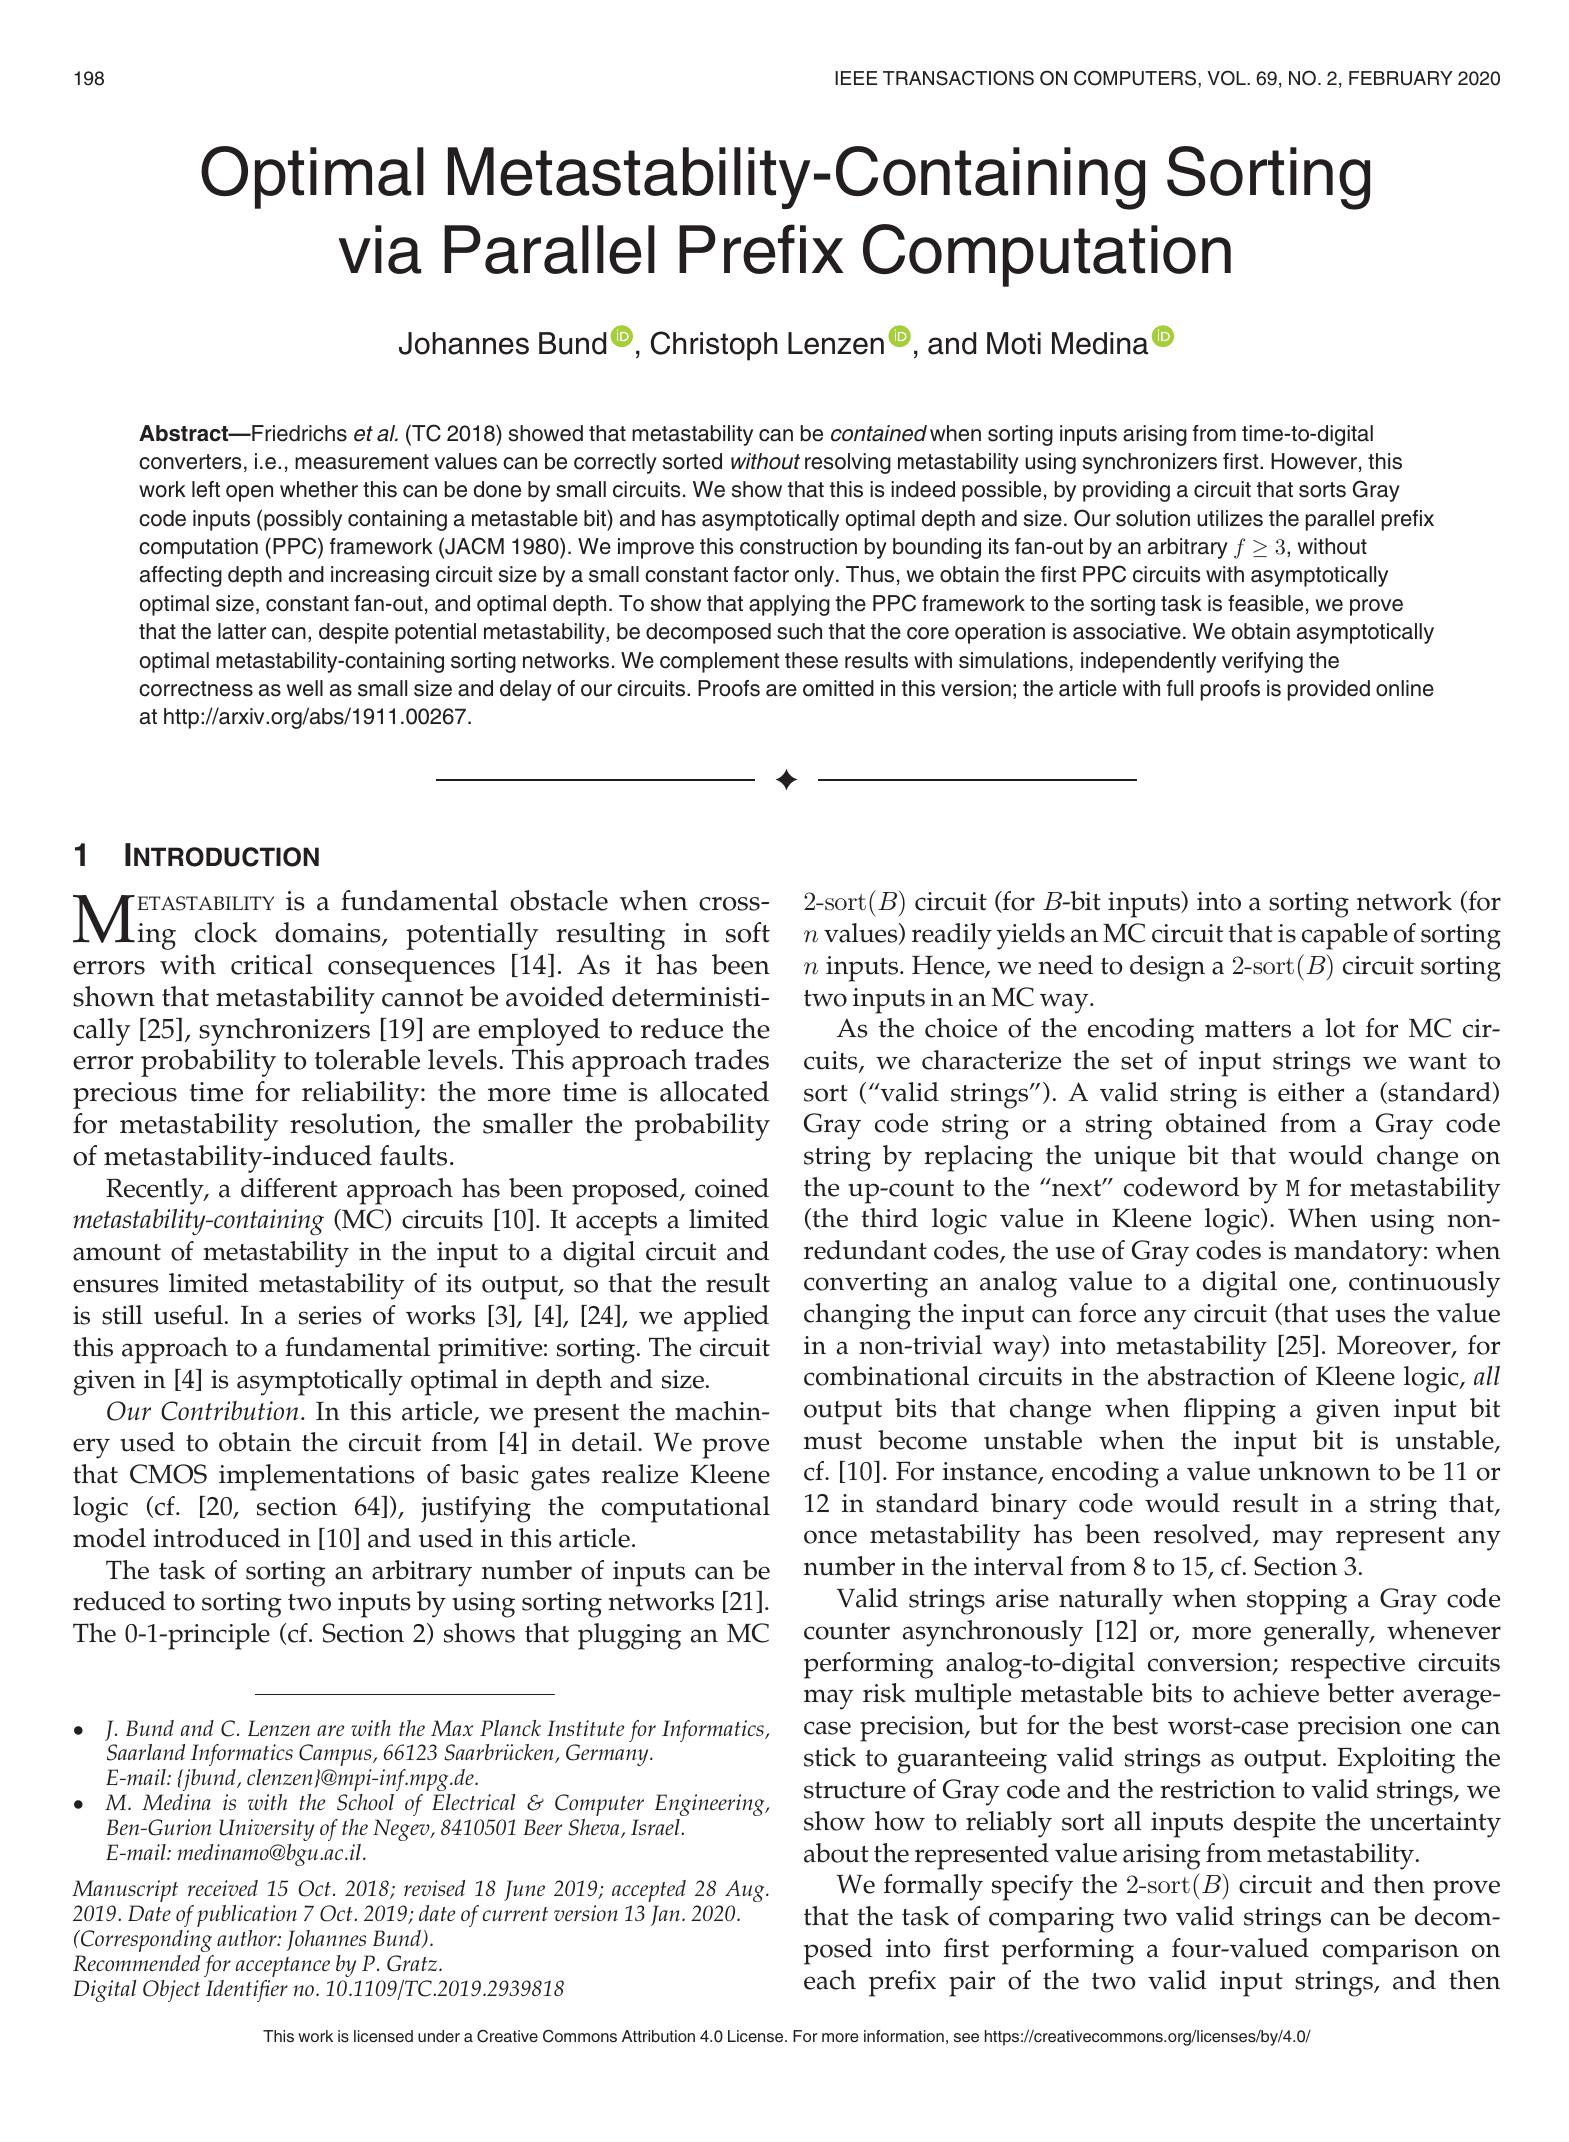 198
IEEE TRANSACTIONS ON COMPUTERS, VOL. 69, NO. 2, FEBRUARY 2020
Optimal Metastability-Containing Sorting
via Parallel Prefix Computation
Johannes Bund, Christoph Lenzen, and Moti Medina
Abstract—Friedrichs et al. (TC 2018) showed that metastability can be contained when sorting inputs arising from time-to-digital
converters, i.e., measurement values can be correctly sorted without resolving metastability using synchronizers first. However, this
work left open whether this can be done by small circuits. We show that this is indeed possible, by providing a circuit that sorts Gray
code inputs (possibly containing a metastable bit) and has asymptotically optimal depth and size. Our solution utilizes the parallel prefix
computation (PPC) framework (JACM 1980). We improve this construction by bounding its fan-out by an arbitrary f ≥ 3, without
affecting depth and increasing circuit size by a small constant factor only. Thus, we obtain the first PPC circuits with asymptotically
optimal size, constant fan-out, and optimal depth. To show that applying the PPC framework to the sorting task is feasible, we prove
that the latter can, despite potential metastability, be decomposed such that the core operation is associative. We obtain asymptotically
optimal metastability-containing sorting networks. We complement these results with simulations, independently verifying the
correctness as well as small size and delay of our circuits. Proofs are omitted in this version; the article with full proofs is provided online
at http://arxiv.org/abs/1911.00267.
1 INTRODUCTION
METASTABILITY is a fundamental obstacle when cross-
ing clock domains, potentially resulting in soft
errors with critical consequences [14]. As it has been
shown that metastability cannot be avoided deterministi-
cally [25], synchronizers [19] are employed to reduce the
error probability to tolerable levels. This approach trades
precious time for reliability: the more time is allocated
for metastability resolution, the smaller the probability
of metastability-induced faults.
Recently, a different approach has been proposed, coined
metastability-containing (MC) circuits [10]. It accepts a limited
amount of metastability in the input to a digital circuit and
ensures limited metastability of its output, so that the result
is still useful. In a series of works [3], [4], [24], we applied
this approach to a fundamental primitive: sorting. The circuit
given in [4] is asymptotically optimal in depth and size.
Our Contribution. In this article, we present the machin-
ery used to obtain the circuit from [4] in detail. We prove
that CMOS implementations of basic gates realize Kleene
logic (cf. [20, section 64]), justifying the computational
model introduced in [10] and used in this article.
The task of sorting an arbitrary number of inputs can be
reduced to sorting two inputs by using sorting networks [21].
The 0-1-principle (cf. Section 2) shows that plugging an MC
• J. Bund and C. Lenzen are with the Max Planck Institute for Informatics,
Saarland Informatics Campus, 66123 Saarbrücken, Germany.
E-mail: {jbund, clenzen}@mpi-inf.mpg.de.
• M. Medina is with the School of Electrical & Computer Engineering,
Ben-Gurion University of the Negev, 8410501 Beer Sheva, Israel.
E-mail: medinamo@bgu.ac.il.
Manuscript received 15 Oct. 2018; revised 18 June 2019; accepted 28 Aug.
2019. Date of publication 7 Oct. 2019; date of current version 13 Jan. 2020.
(Corresponding author: Johannes Bund).
Recommended for acceptance by P. Gratz.
Digital Object Identifier no. 10.1109/TC.2019.2939818
2-sort(B) circuit (for B-bit inputs) into a sorting network (for
n values) readily yields an MC circuit that is capable of sorting
n inputs. Hence, we need to design a 2-sort(B) circuit sorting
two inputs in an MC way.
As the choice of the encoding matters a lot for MC cir-
cuits, we characterize the set of input strings we want to
sort (“valid strings”). A valid string is either a (standard)
Gray code string or a string obtained from a Gray code
string by replacing the unique bit that would change on
the up-count to the “next” codeword by M for metastability
(the third logic value in Kleene logic). When using non-
redundant codes, the use of Gray codes is mandatory: when
converting an analog value to a digital one, continuously
changing the input can force any circuit (that uses the value
in a non-trivial way) into metastability [25]. Moreover, for
combinational circuits in the abstraction of Kleene logic, all
output bits that change when flipping a given input bit
must become unstable when the input bit is unstable,
cf. [10]. For instance, encoding a value unknown to be 11 or
12 in standard binary code would result in a string that,
once metastability has been resolved, may represent any
number in the interval from 8 to 15, cf. Section 3.
Valid strings arise naturally when stopping a Gray code
counter asynchronously [12] or, more generally, whenever
performing analog-to-digital conversion; respective circuits
may risk multiple metastable bits to achieve better average-
case precision, but for the best worst-case precision one can
stick to guaranteeing valid strings as output. Exploiting the
structure of Gray code and the restriction to valid strings, we
show how to reliably sort all inputs despite the uncertainty
about the represented value arising from metastability.
We formally specify the 2-sort(B) circuit and then prove
that the task of comparing two valid strings can be decom-
posed into first performing a four-valued comparison on
each prefix pair of the two valid input strings, and then
This work is licensed under a Creative Commons Attribution 4.0 License. For more information, see https://creativecommons.org/licenses/by/4.0/